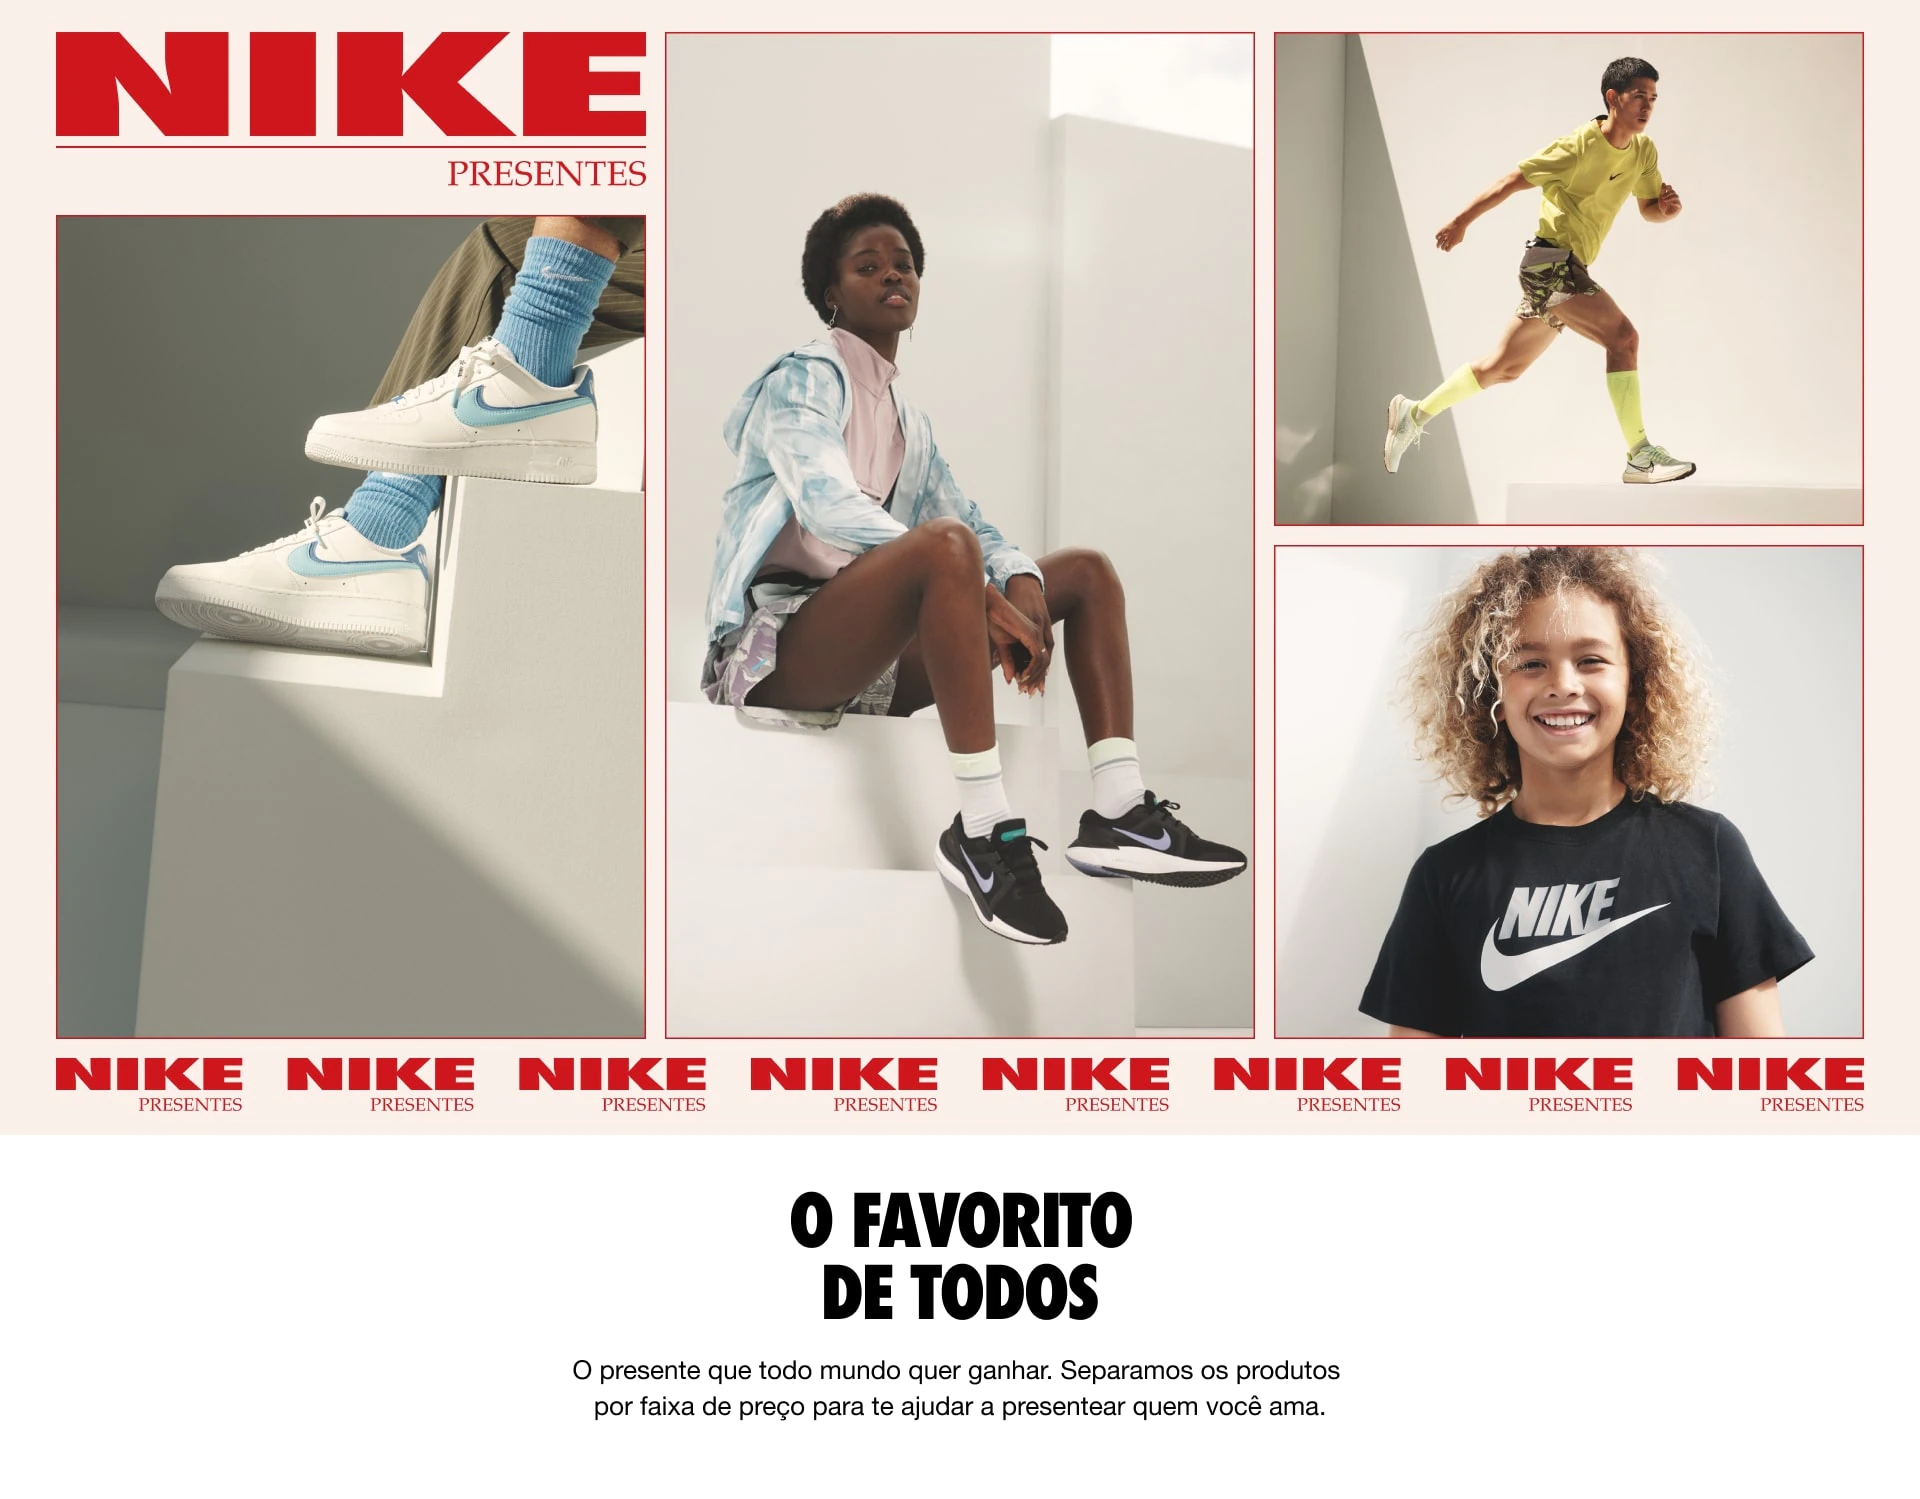 NIKE
PRESENTES
NIKE
NIKE NIKE NIKE NIKE NIKE NIKE NIKE NIKE
PRESENTES PRESENTES PRESENTES PRESENTES PRESENTES PRESENTES PRESENTES PRESENTES
O FAVORITO
DE TODOS
O presente que todo mundo quer ganhar. Separamos os produtos
por faixa de preço para te ajudar a presentear quem você ama.